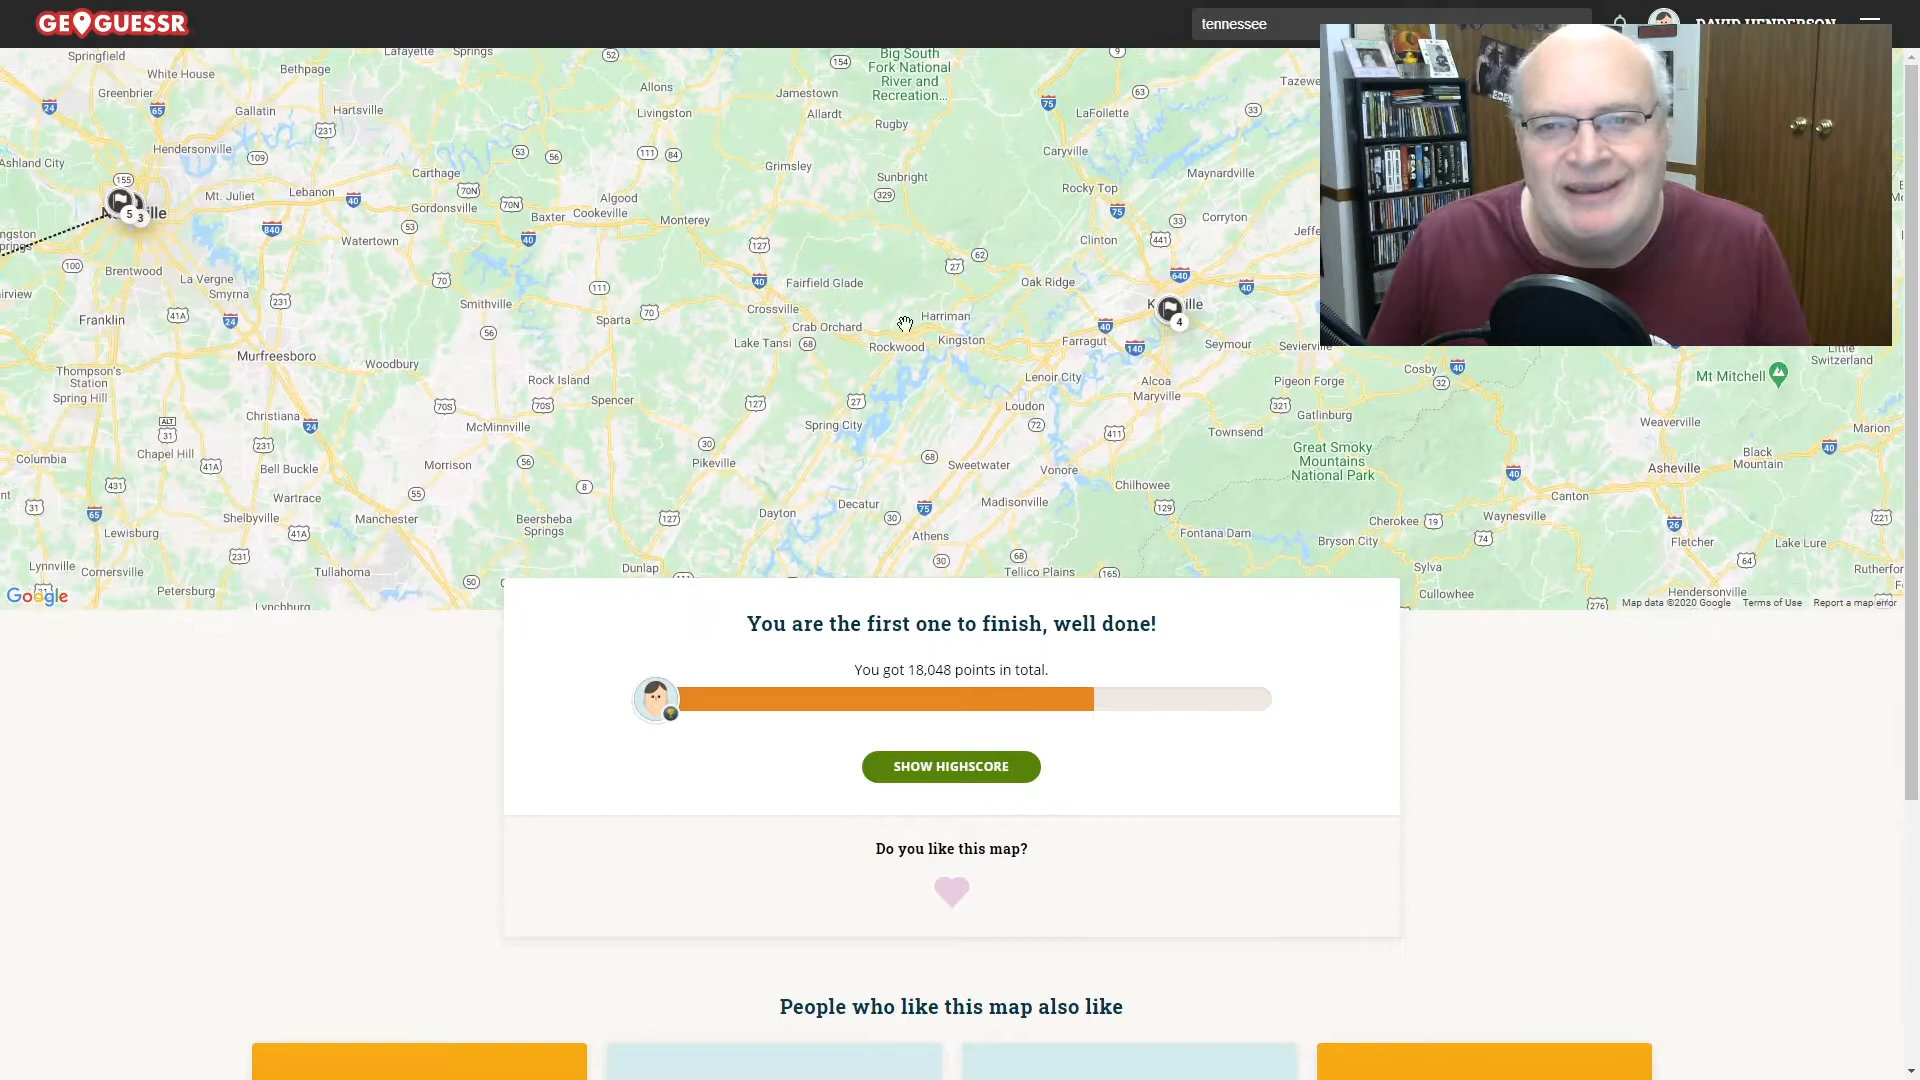 GEOGUESSR
tennessee
DAVID HENDERSON
Springfield
White House
Greenbrier
Lafayette
Springs
Bethpage
Gallatin
Hartsville
Hendersonville
Ashland City
Mt. Juliet
Lebanon
Carthage
Gordonsville
Baxter
Algood
Cookeville
Watertown
Brentwood
La Vergne
Smyrna
Franklin
Murfreesboro
Smithville
Woodbury
Thompson's
Station
Spring Hill
Christiana
McMinnville
Columbia
Chapel Hill
Bell Buckle
Morrison
Wartrace
Manchester
Shelbyville
Lewisburg
Lynnville
Cornersville
Tullahoma
Petersburg
Lynchburg
Allons
Livingston
Monterey
Sparta
Rock Island
Spencer
Beersheba
Springs
Dunlap
Big South
Fork National
River and
Recreation...
Jamestown
Allardt
Rugby
Grimsley
Sunbright
Fairfield Glade
Crossville
Crab Orchard
Lake Tansi
Rockwood
Harriman
Kingston
Spring City
Pikeville
Dayton
Decatur
Athens
Sweetwater
Madisonville
Tellico Plains
Vonore
Loudon
Lenoir City
Farragut
Oak Ridge
Clinton
Rocky Top
Caryville
LaFollette
Maynardville
Corryton
Seymour
Alcoa
Maryville
Pigeon Forge
Gatlinburg
Townsend
Great Smoky
Mountains
National Park
Chilhowee
Fontana Dam
Cherokee
Bryson City
Sylva
Cullowhee
Waynesville
Canton
Cosby
Mt Mitchell
Little
Switzerland
Weaverville
Asheville
Black
Mountain
Marion
Fletcher
Lake Lure
Hendersonville
Google
Map data ©2020 Google
Terms of Use
Report a map error
You are the first one to finish, well done!
You got 18,048 points in total.
SHOW HIGHSCORE
Do you like this map?
People who like this map also like